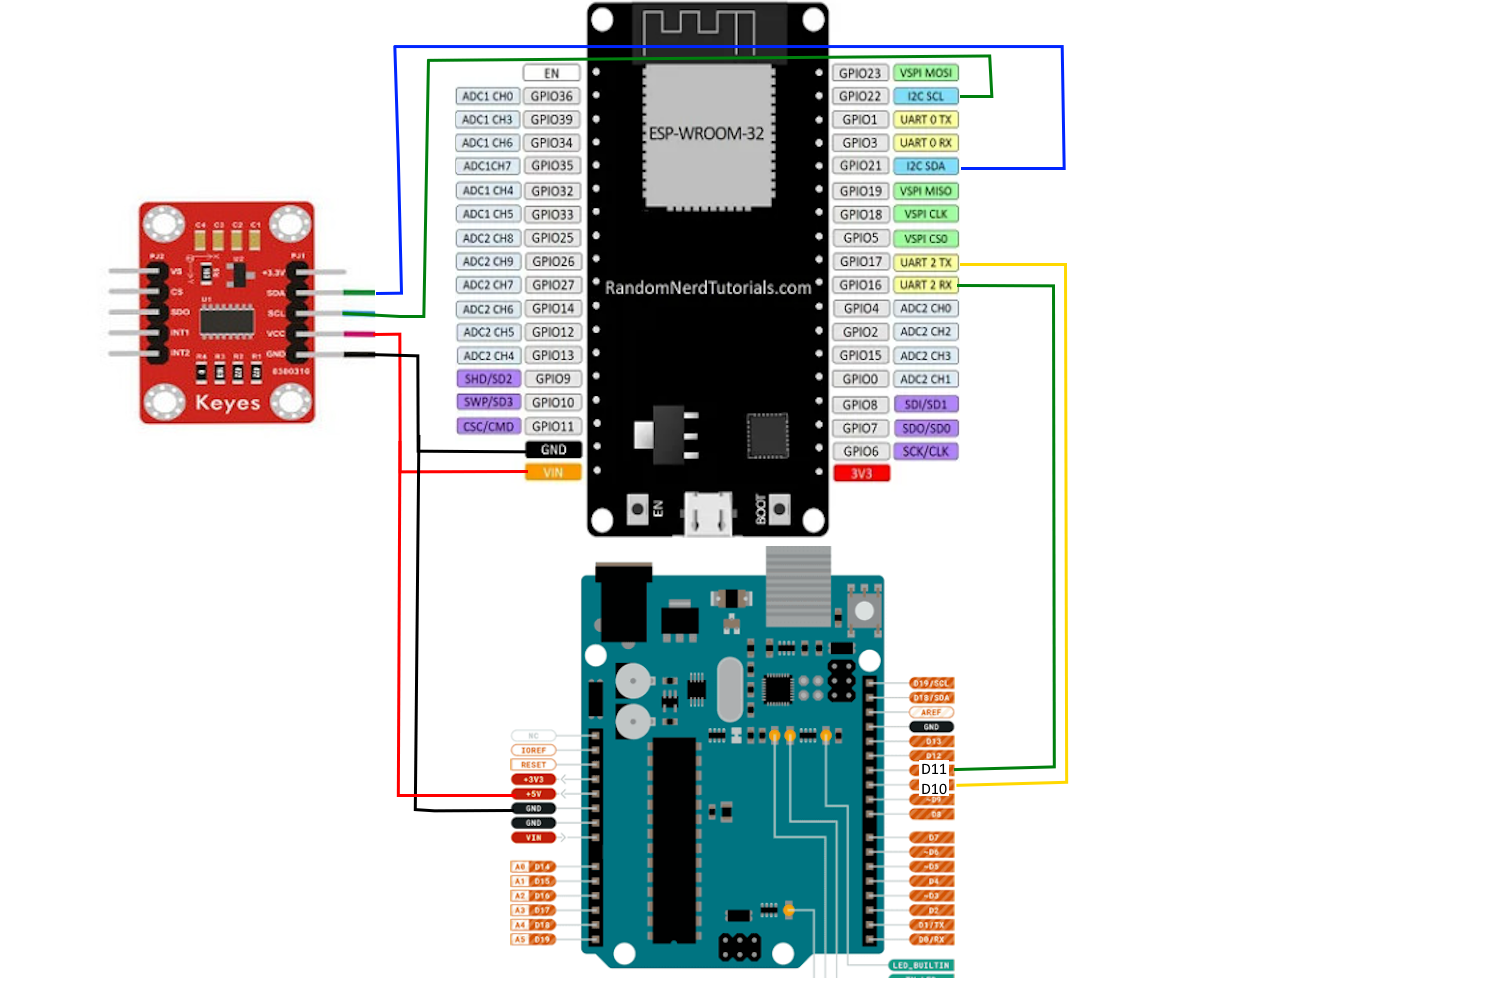 EN
ADC1 CH0 GPIO36
ADC1 CH3 GPIO39
ADC1 CH6 GPIO34
ADC1CH7 GPIO35
ADC1 CH4 GPIO32
ADC1 CH5 GPIO33
ADC2 CH8 GPIO25
ADC2 CH9 GPIO26
ADC2 CH7 GPIO27
ADC2 CH6 GPIO14
ADC2 CH5 GPIO12
ADC2 CH4 GPIO13
SHD/SD2 GPIO9
SWP/SD3 GPIO10
CSC/CMD GPIO11
GND
VIN
ESP-WROOM-32
RandomNerdTutorials.com
EN
BOOT
GPIO23 VSPI MOSI
GPIO22 I2C SCL
GPIO1 UART 0 TX
GPIO3 UART 0 RX
GPIO21 I2C SDA
GPIO19 VSPI MISO
GPIO18 VSPI CLK
GPIO5 VSPI CS0
GPIO17 UART 2 TX
GPIO16 UART 2 RX
GPIO4 ADC2 CH0
GPIO2 ADC2 CH2
GPIO15 ADC2 CH3
GPIO0 ADC2 CH1
GPIO8 SDI/SD1
GPIO7 SDO/SD0
GPIO6 SCK/CLK
3V3
C4 C3 C2 C1
PJ2
PJ1
U2
VS
CS
SDO
INT1
INT2
+3.3V
SDA
SCL
VCC
GND
R5
103
U1
R4 R3 R2 R1
0 103 472 472
8380310
Keyes
NC
IOREF
RESET
+3V3
+5V
GND
GND
VIN
A0 D14
A1 D15
A2 D16
A3 D17
A4 D18
A5 D19
D19/SCL
D18/SDA
AREF
GND
D13
D12
D11
D10
~D9
D8
D7
~D6
~D5
D4
~D3
D2
D1/TX
D0/RX
LED_BUILTIN